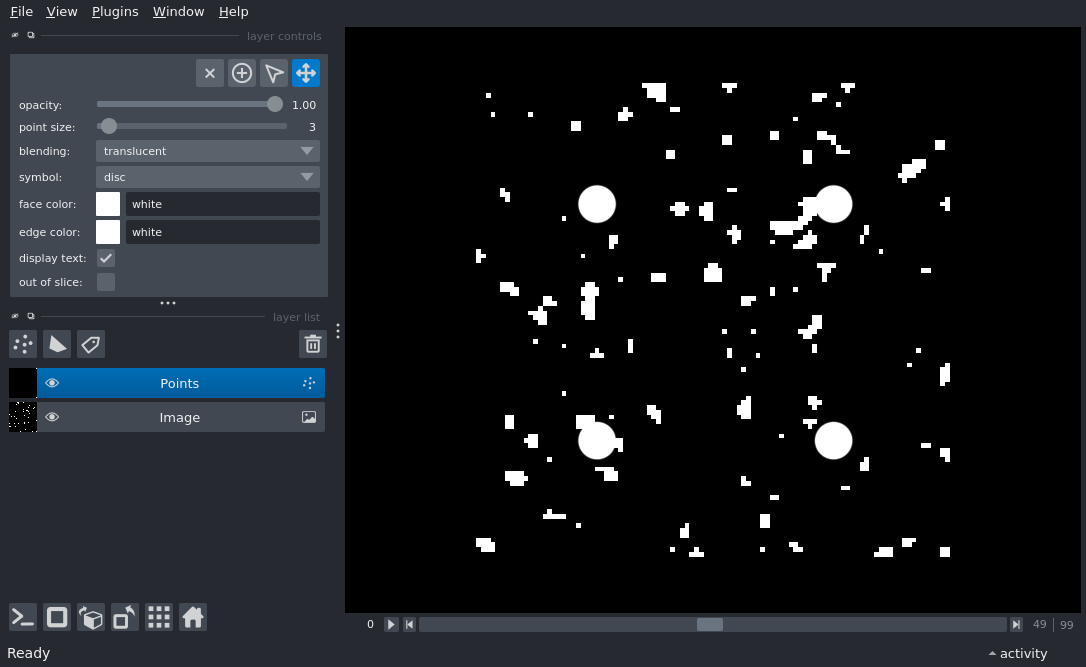 File View Plugins Window Help
layer controls
opacity: 1.00
point size: 3
blending: translucent
symbol: disc
face color: white
edge color: white
display text:
out of slice:
layer list
Points
Image
0 49 | 99
Ready activity